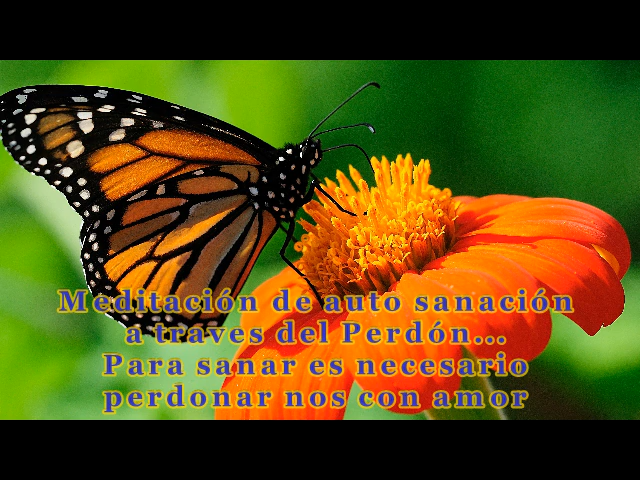 Meditación de auto sanación
a traves del Perdón...
Para sanar es necesario
perdonar nos con amor